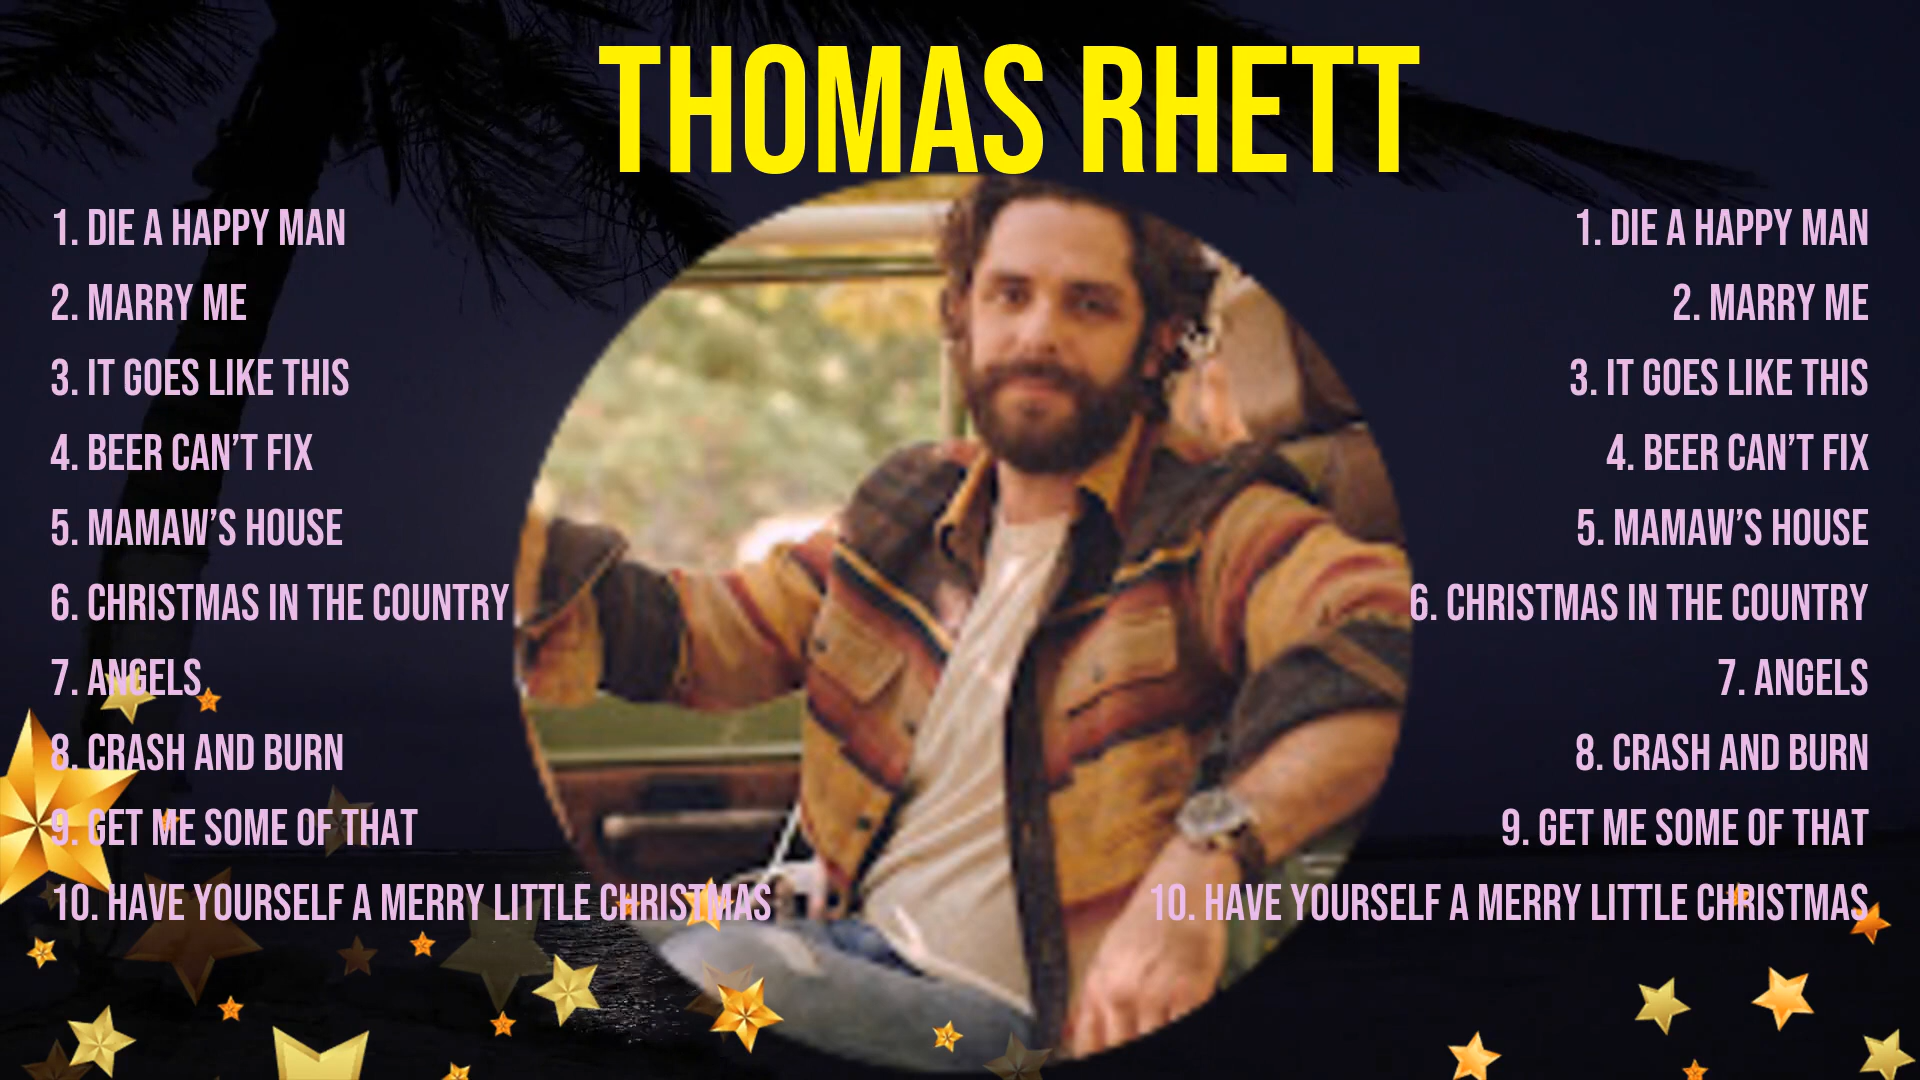 THOMAS RHETT
1. DIE A HAPPY MAN
2. MARRY ME
3. IT GOES LIKE THIS
4. BEER CAN’T FIX
5. MAMAW’S HOUSE
6. CHRISTMAS IN THE COUNTRY
7. ANGELS
8. CRASH AND BURN
9. GET ME SOME OF THAT
10. HAVE YOURSELF A MERRY LITTLE CHRISTMAS
1. DIE A HAPPY MAN
2. MARRY ME
3. IT GOES LIKE THIS
4. BEER CAN’T FIX
5. MAMAW’S HOUSE
6. CHRISTMAS IN THE COUNTRY
7. ANGELS
8. CRASH AND BURN
9. GET ME SOME OF THAT
10. HAVE YOURSELF A MERRY LITTLE CHRISTMAS